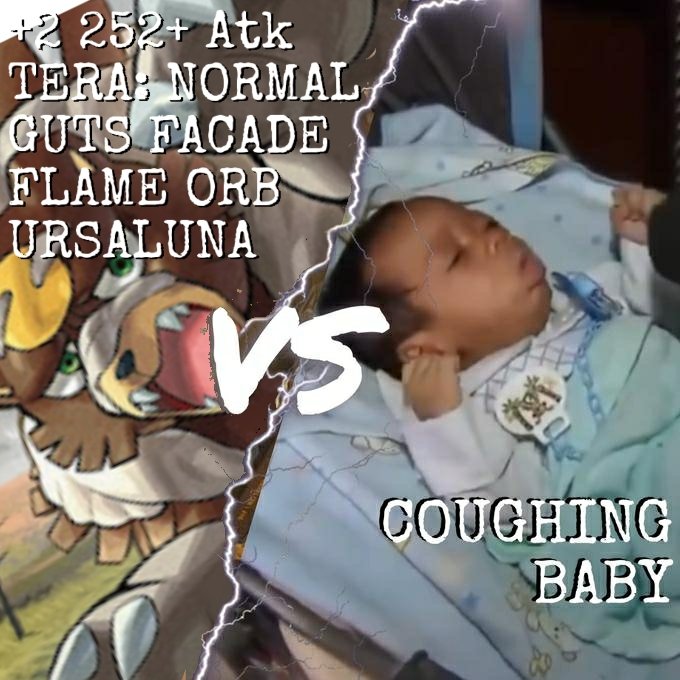 +2 252+ Atk
TERA: NORMAL
GUTS FACADE
FLAME ORB
URSALUNA
VS
COUGHING
BABY